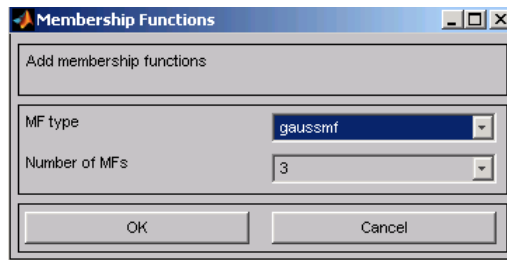 Membership Functions
Add membership functions
MF type
gaussmf
Number of MFs
3
OK
Cancel